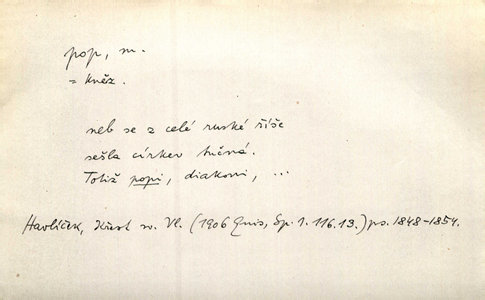 pop, m.
= kněz.
neb se z celé ruské říše
sešla církev tučná.
Totiž popi, diakoni, ...
Havlíček, Křest sv. Vl. (1906 Quis, Sp. 1. 116.13.) ps. 1848-1854.